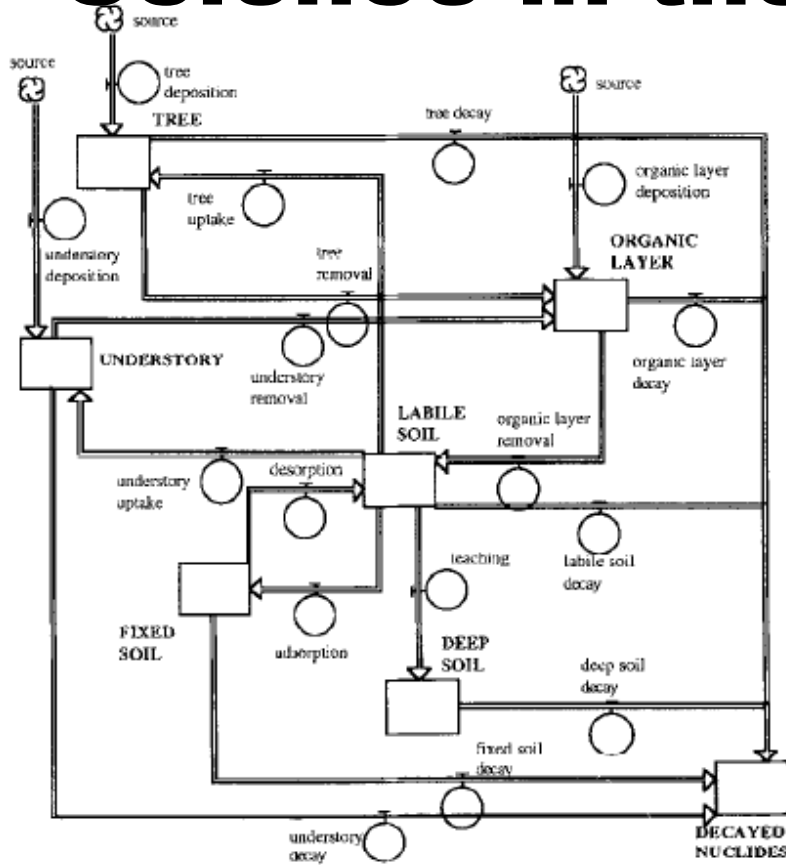 source
source
tree
deposition
TREE
tree decay
source
tree
uptake
organic layer
deposition
understory
deposition
tree
removal
ORGANIC
LAYER
UNDERSTORY
understory
removal
organic layer
decay
LABILE
SOIL
organic layer
removal
understory
uptake
desorption
leaching
labile soil
decay
FIXED
SOIL
adsorption
DEEP
SOIL
deep soil
decay
fixed soil
decay
understory
decay
DECAYED
NUCLIDES